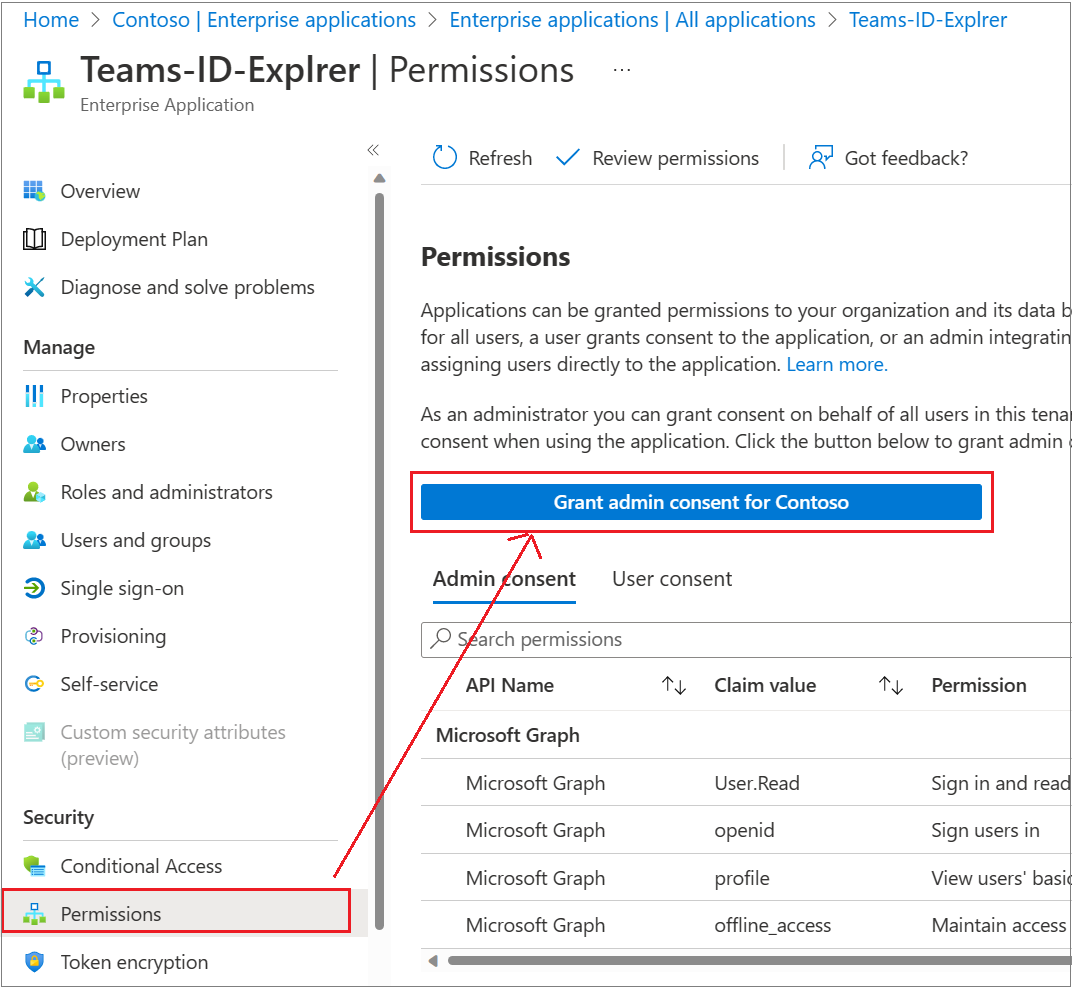 Home > Contoso | Enterprise applications > Enterprise applications | All applications > Teams-ID-Explrer
Teams-ID-Explrer | Permissions ...
Enterprise Application
Overview
Deployment Plan
Diagnose and solve problems
Manage
Properties
Owners
Roles and administrators
Users and groups
Single sign-on
Provisioning
Self-service
Custom security attributes
(preview)
Security
Conditional Access
Permissions
Token encryption
Refresh Review permissions Got feedback?
Permissions
Applications can be granted permissions to your organization and its data b
for all users, a user grants consent to the application, or an admin integratin
assigning users directly to the application. Learn more.
As an administrator you can grant consent on behalf of all users in this tena
consent when using the application. Click the button below to grant admin
Grant admin consent for Contoso
Admin consent User consent
Search permissions
API Name Claim value Permission
Microsoft Graph
Microsoft Graph User.Read Sign in and read
Microsoft Graph openid Sign users in
Microsoft Graph profile View users' basic
Microsoft Graph offline_access Maintain access